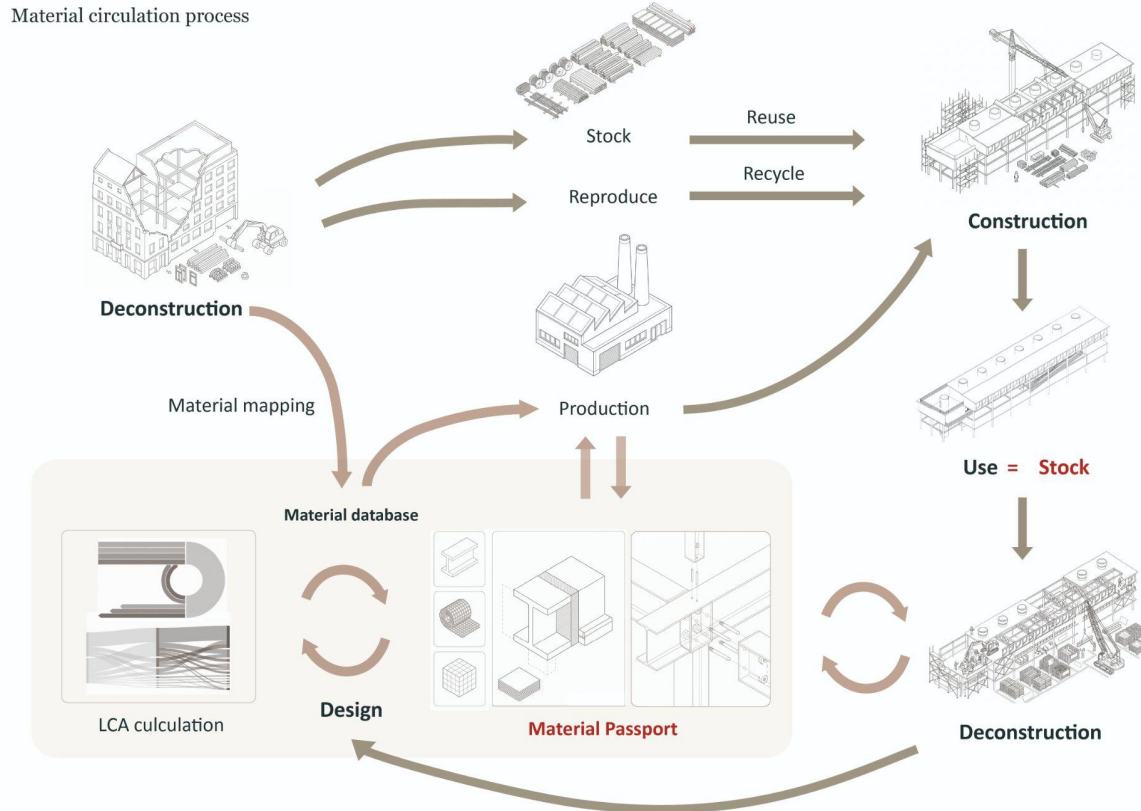 Material circulation process
Stock
Reuse
Reproduce
Recycle
Construction
Deconstruction
Material mapping
Production
Use = Stock
Material database
LCA culculation
Design
Material Passport
Deconstruction